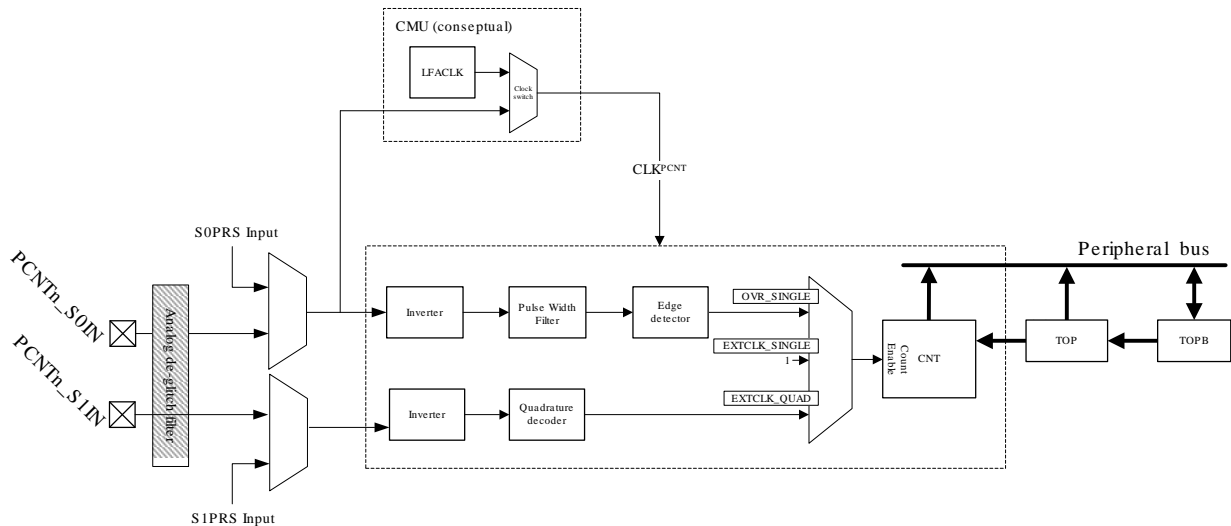 CMU (conseptual)
LFACLK
Clock
switch
CLKPCNT
S0PRS Input
PCNTn_S0IN
PCNTn_S1IN
Analog de-glitch filter
S1PRS Input
Inverter
Pulse Width
Filter
Edge
detector
Inverter
Quadrature
decoder
OVR_SINGLE
EXTCLK_SINGLE
1
EXTCLK_QUAD
Count
Enable
CNT
Peripheral bus
TOP
TOPB